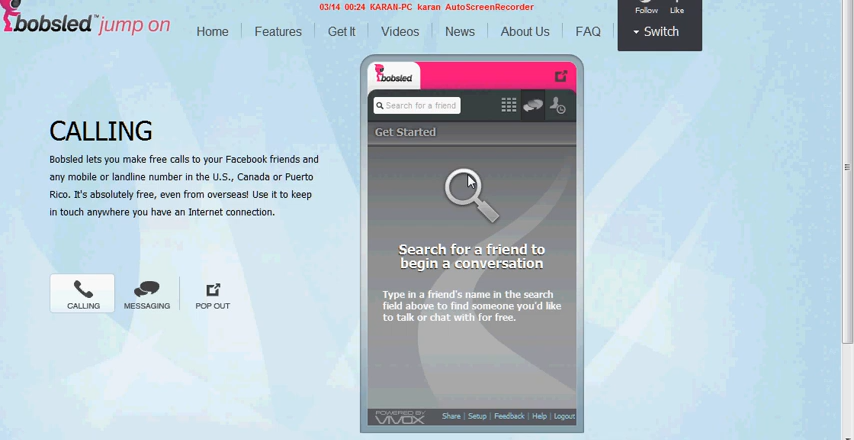 03/14 00:24 KARAN-PC karan AutoScreenRecorder
bobsled™ jump on
Home Features Get It Videos News About Us FAQ
Follow Like
Switch
bobsled
Search for a friend
Get Started
CALLING
Bobsled lets you make free calls to your Facebook friends and
any mobile or landline number in the U.S., Canada or Puerto
Rico. It's absolutely free, even from overseas! Use it to keep
in touch anywhere you have an Internet connection.
CALLING MESSAGING POP OUT
Search for a friend to
begin a conversation
Type in a friend's name in the search
field above to find someone you'd like
to talk or chat with for free.
POWERED BY
VIVOX
Share | Setup | Feedback | Help | Logout